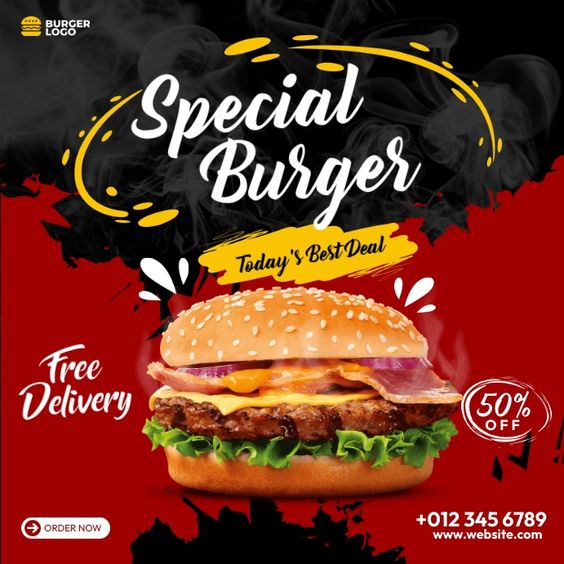 BURGER
LOGO
Special
Burger
Today's Best Deal
Free
Delivery
50%
OFF
ORDER NOW
+012 345 6789
www.website.com